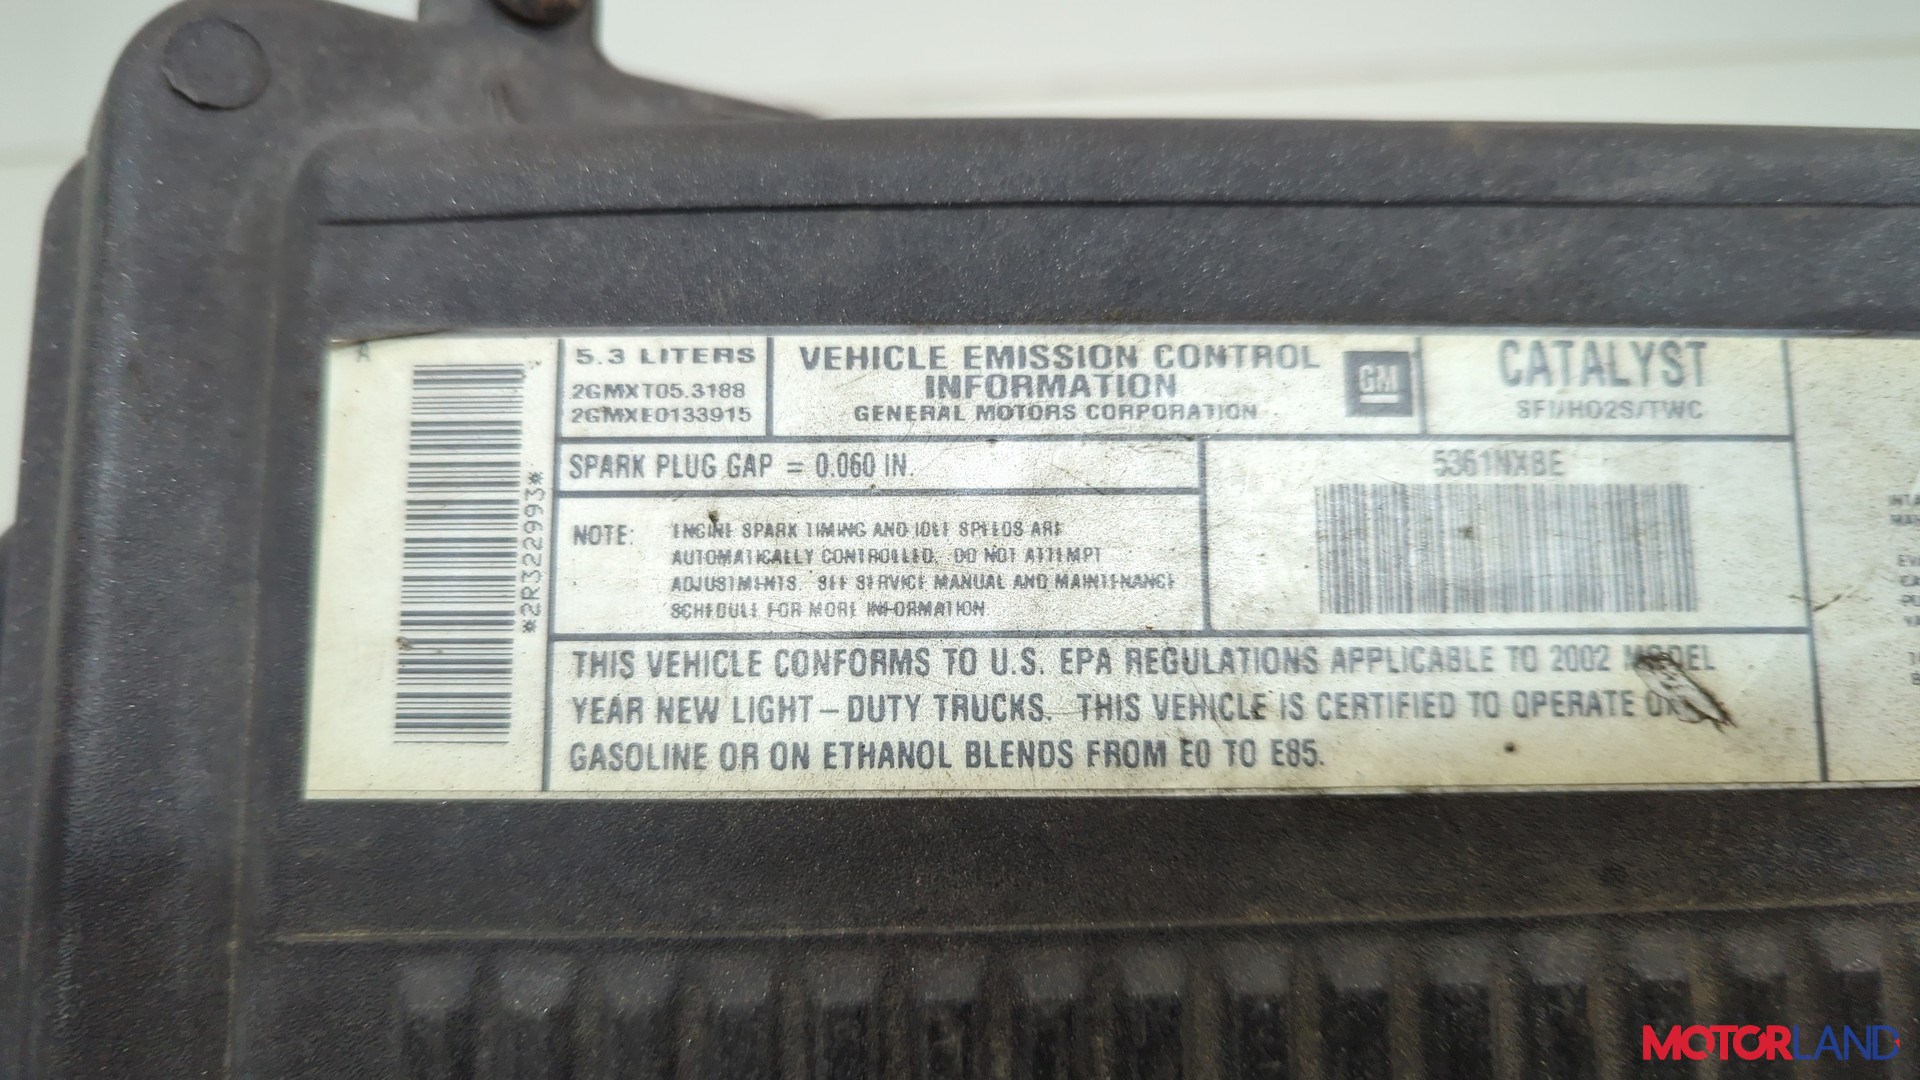 A
*2R322993*
5.3 LITERS
2GMXT05.3188
2GMXE0133915
VEHICLE EMISSION CONTROL
INFORMATION
GENERAL MOTORS CORPORATION
GM
CATALYST
SFI/HO2S/TWC
SPARK PLUG GAP = 0.060 IN.
5361NXBE
NOTE: ENGINE SPARK TIMING AND IDLE SPEEDS ARE
AUTOMATICALLY CONTROLLED. DO NOT ATTEMPT
ADJUSTMENTS. SEE SERVICE MANUAL AND MAINTENANCE
SCHEDULE FOR MORE INFORMATION
THIS VEHICLE CONFORMS TO U.S. EPA REGULATIONS APPLICABLE TO 2002 MODEL
YEAR NEW LIGHT-DUTY TRUCKS. THIS VEHICLE IS CERTIFIED TO OPERATE ON
GASOLINE OR ON ETHANOL BLENDS FROM E0 TO E85.
MOTORLAND